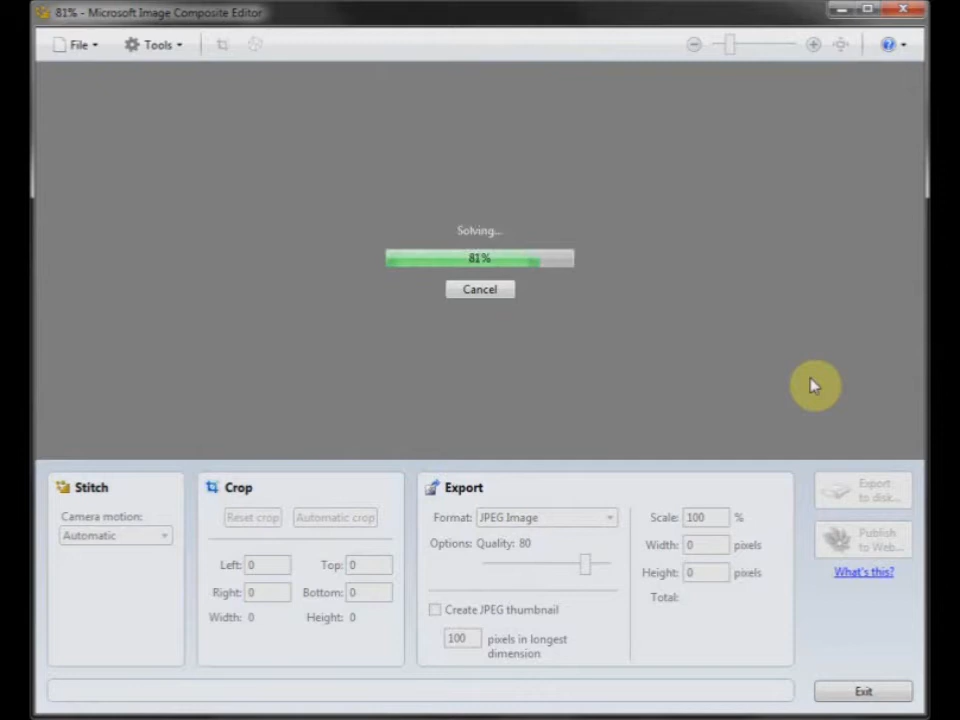 81% - Microsoft Image Composite Editor
File Tools
Solving...
81%
Cancel
Stitch
Camera motion:
Automatic
Crop
Reset crop Automatic crop
Left: 0 Top: 0
Right: 0 Bottom: 0
Width: 0 Height: 0
Export
Format: JPEG Image
Options: Quality: 80
Create JPEG thumbnail
100 pixels in longest
dimension
Scale: 100 %
Width: 0 pixels
Height: 0 pixels
Total:
Export
to disk...
Publish
to Web...
What's this?
Exit